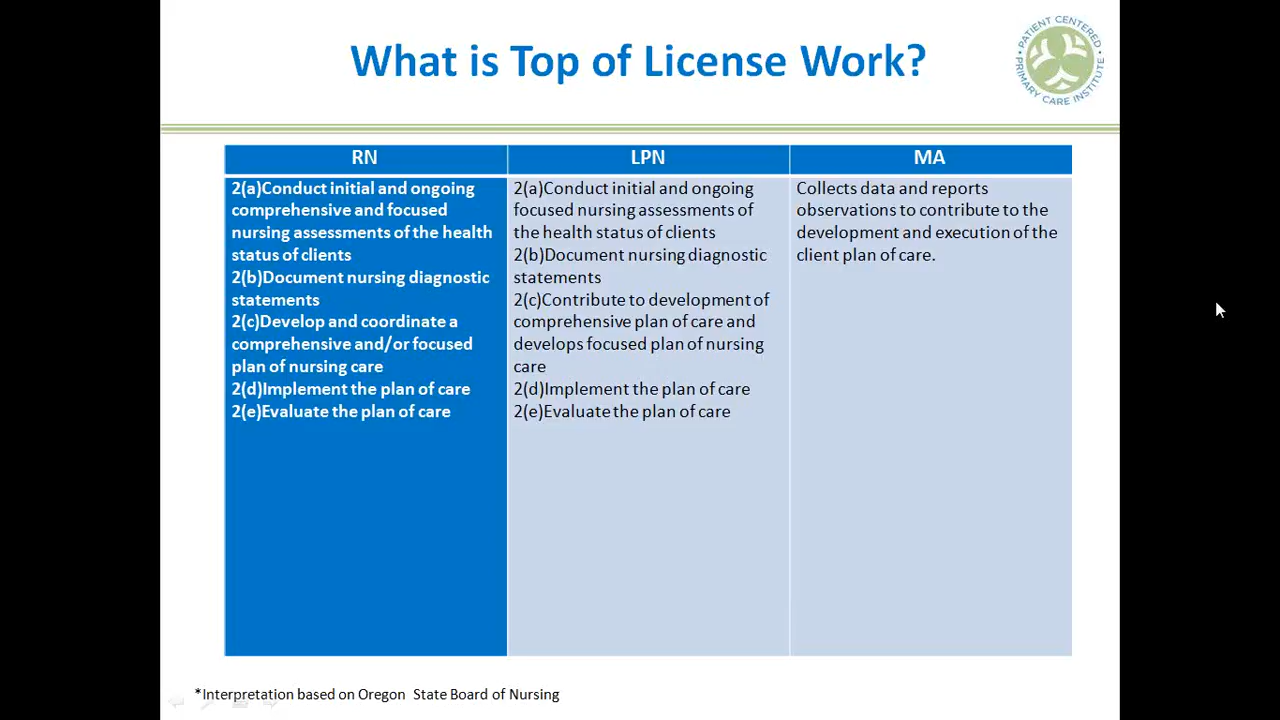 What is Top of License Work?
PATIENT CENTERED
PRIMARY CARE INSTITUTE
RN
LPN
MA
2(a)Conduct initial and ongoing
comprehensive and focused
nursing assessments of the health
status of clients
2(b)Document nursing diagnostic
statements
2(c)Develop and coordinate a
comprehensive and/or focused
plan of nursing care
2(d)Implement the plan of care
2(e)Evaluate the plan of care
2(a)Conduct initial and ongoing
focused nursing assessments of
the health status of clients
2(b)Document nursing diagnostic
statements
2(c)Contribute to development of
comprehensive plan of care and
develops focused plan of nursing
care
2(d)Implement the plan of care
2(e)Evaluate the plan of care
Collects data and reports
observations to contribute to the
development and execution of the
client plan of care.
*Interpretation based on Oregon State Board of Nursing